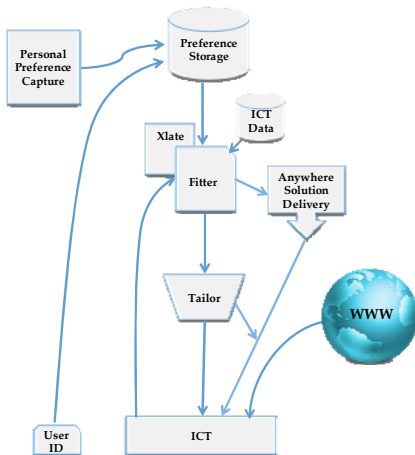 Personal
Preference
Capture
Preference
Storage
ICT
Data
Xlate
Fitter
Anywhere
Solution
Delivery
Tailor
WWW
User
ID
ICT